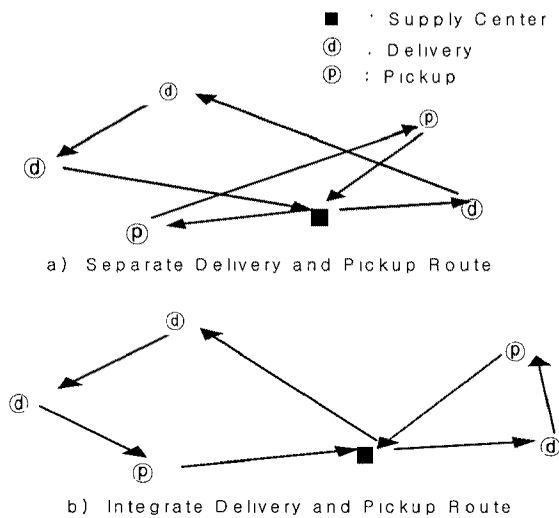 ■ : Supply Center
ⓓ : Delivery
ⓟ : Pickup
d
p
d
d
p
a) Separate Delivery and Pickup Route
d
p
d
d
p
b) Integrate Delivery and Pickup Route